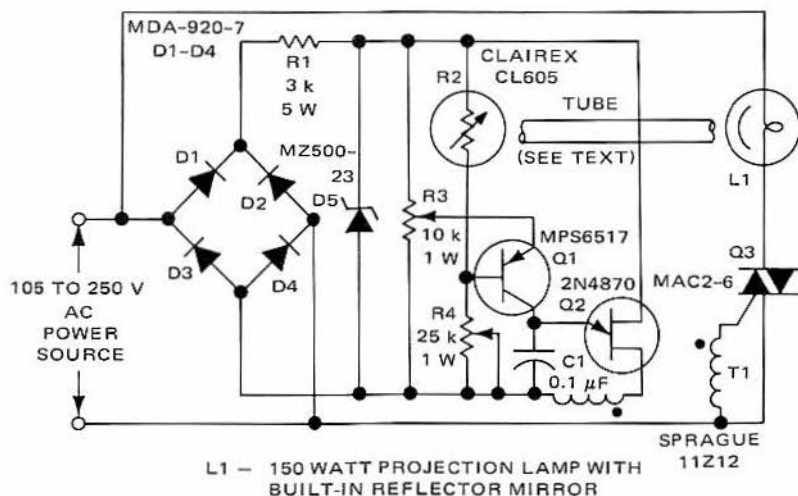 MDA-920-7
D1-D4
R1
3 k
5 W
CLAIREX
CL605
R2
TUBE
(SEE TEXT)
L1
D1
D2
D3
D4
MZ500-
23
D5
R3
10 k
1 W
MPS6517
Q1
2N4870
Q2
Q3
MAC2-6
105 TO 250 V
AC
POWER
SOURCE
R4
25 k
1 W
C1
0.1 μF
T1
SPRAGUE
11Z12
L1 – 150 WATT PROJECTION LAMP WITH
BUILT-IN REFLECTOR MIRROR